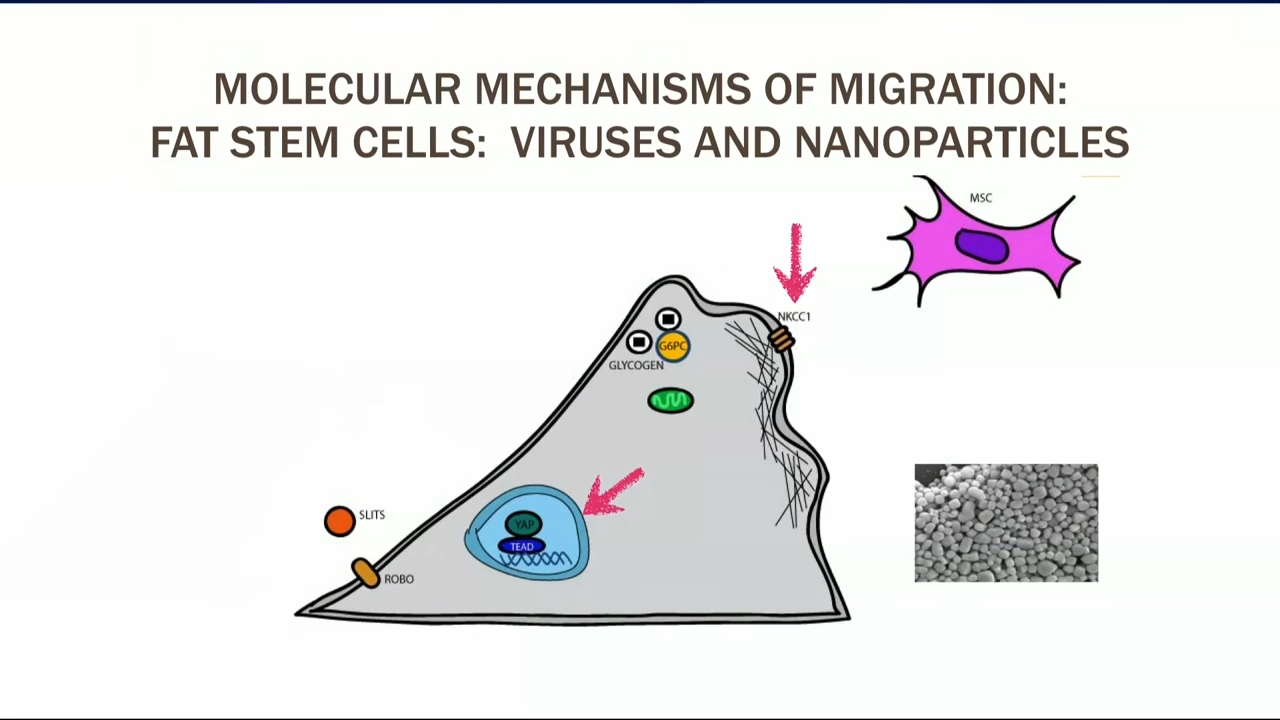 MOLECULAR MECHANISMS OF MIGRATION:
FAT STEM CELLS: VIRUSES AND NANOPARTICLES
MSC
NKCC1
G6PC
GLYCOGEN
SLITS
YAP
TEAD
ROBO